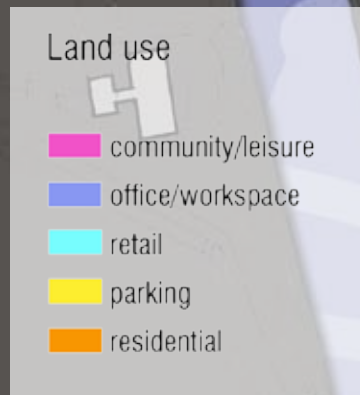 Land use
community/leisure
office/workspace
retail
parking
residential